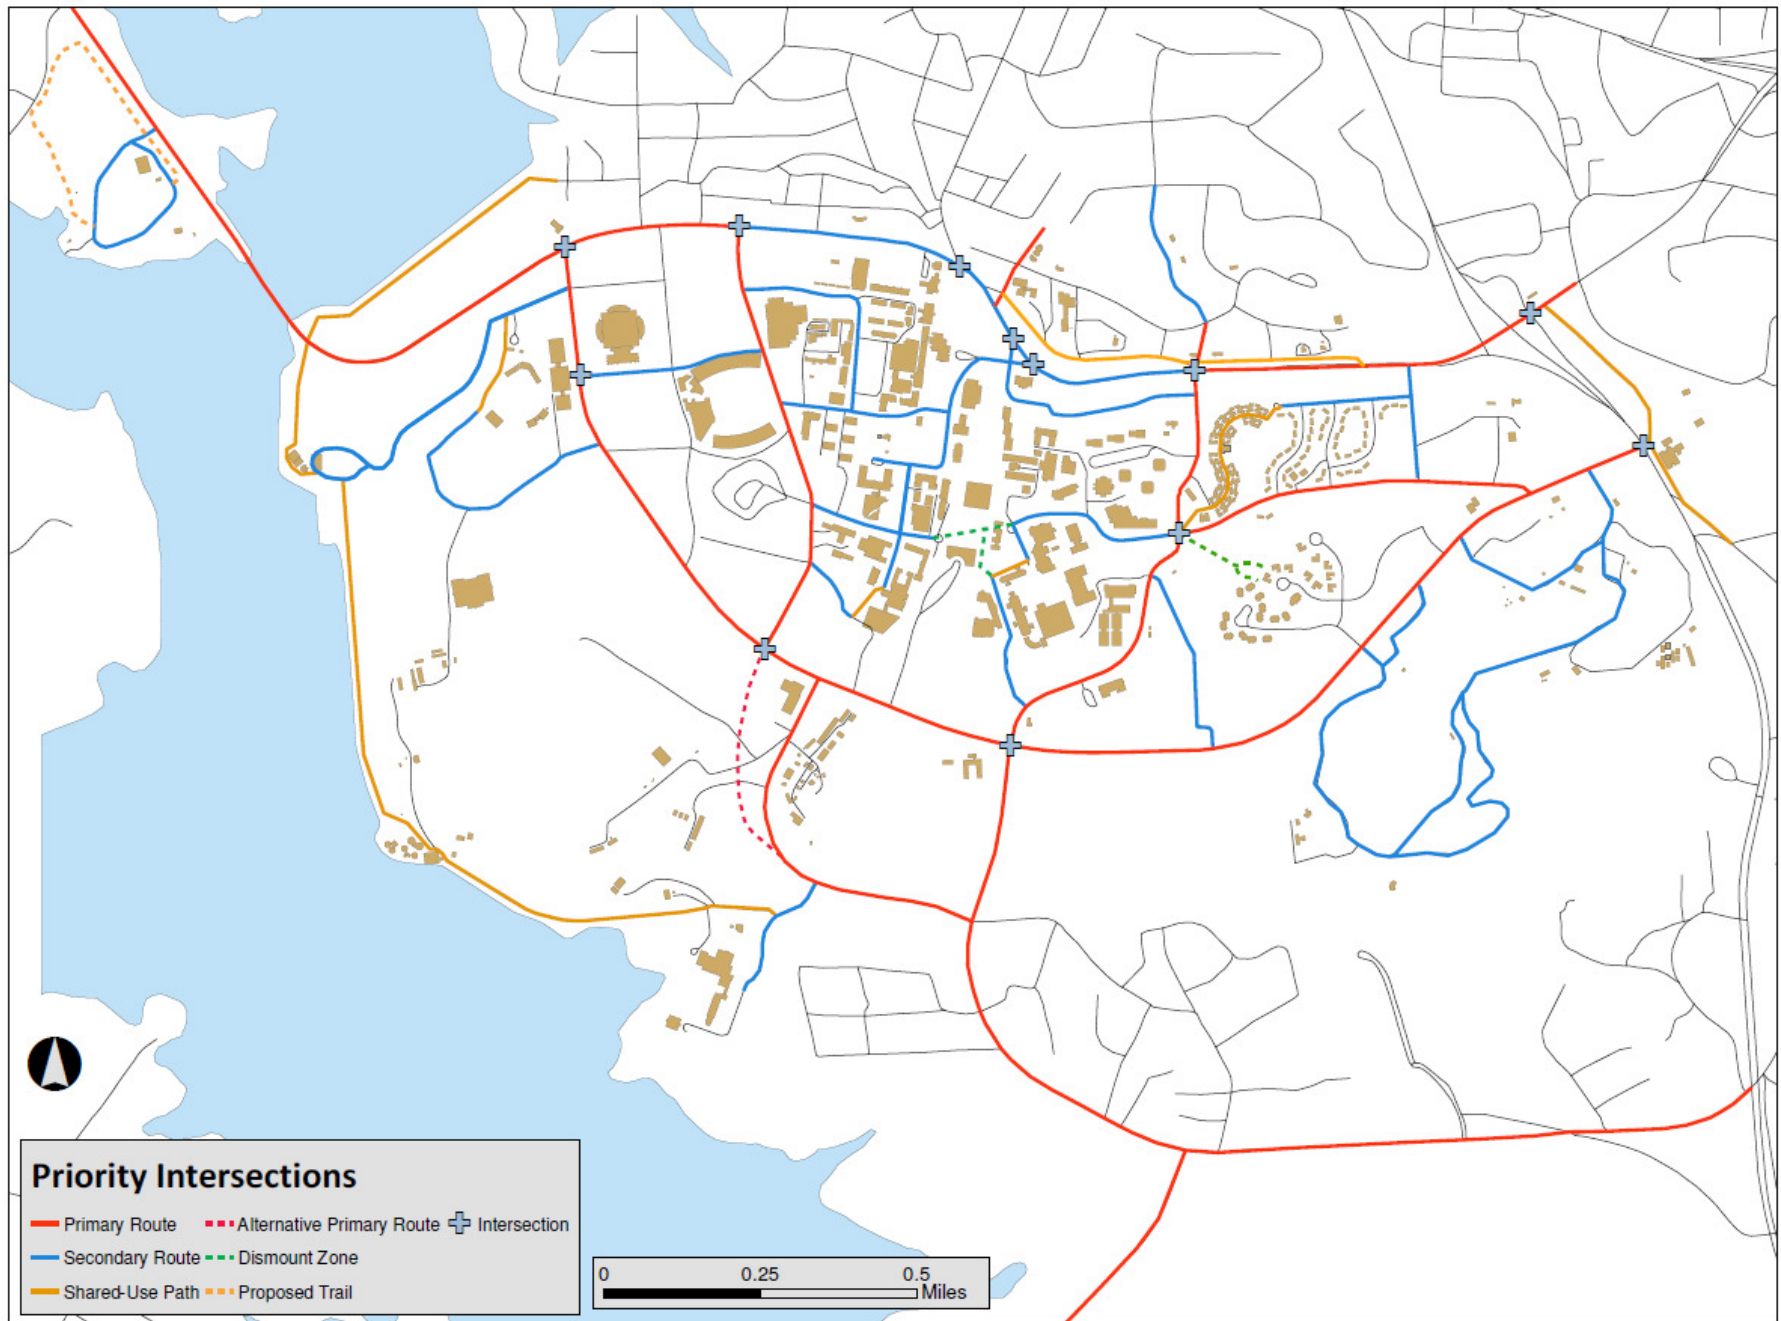 Priority Intersections
Primary Route Alternative Primary Route Intersection
Secondary Route Dismount Zone
Shared-Use Path Proposed Trail
0 0.25 0.5
Miles